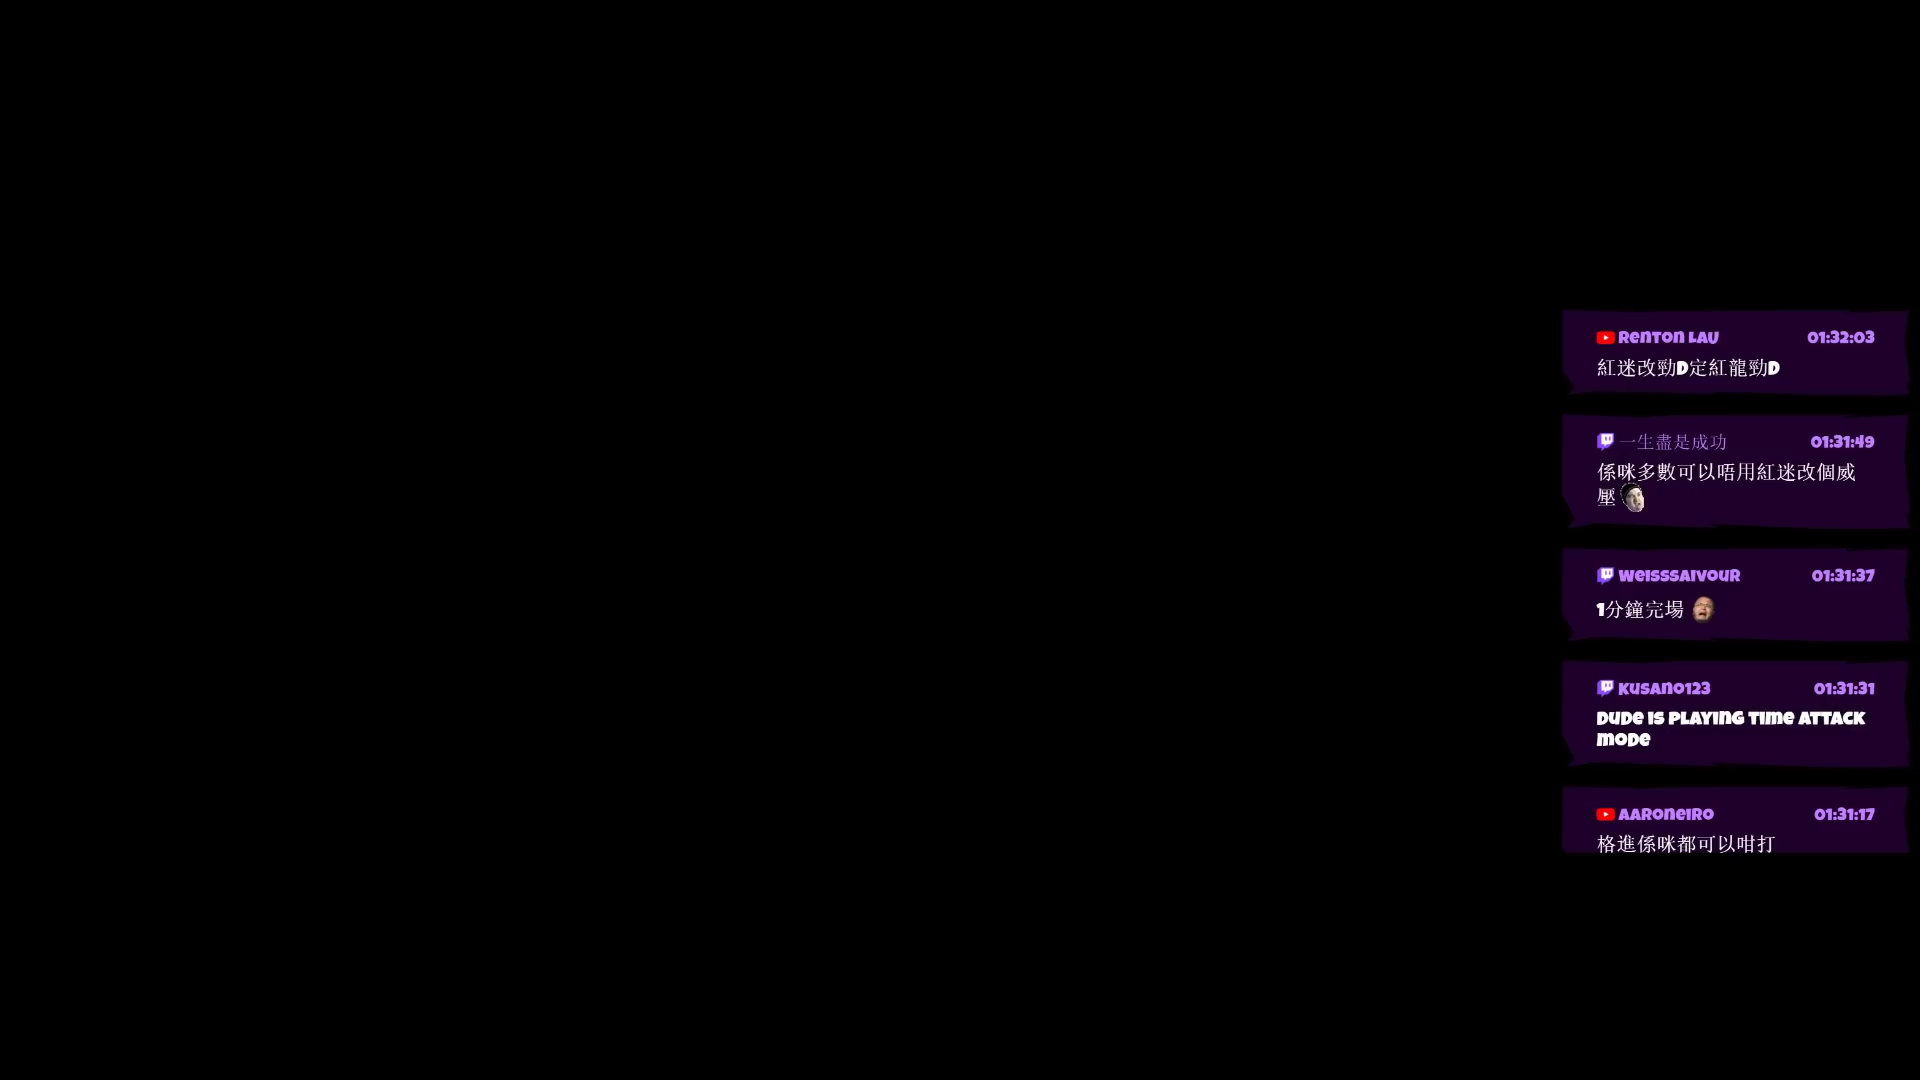 Renton Lau 01:32:03
紅迷改勁D定紅龍勁D
一生盡是成功 01:31:49
係咪多數可以唔用紅迷改個威
壓
weisssaivour 01:31:37
1分鐘完場
kusano123 01:31:31
Dude is playing time attack
mode
aaroneiro 01:31:17
格進係咪都可以咁打